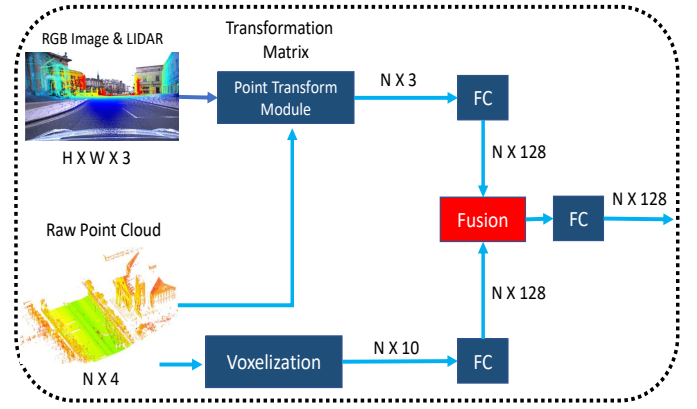 RGB Image & LIDAR
Transformation
Matrix
Point Transform
Module
N X 3
FC
H X W X 3
N X 128
Fusion
FC
N X 128
Raw Point Cloud
N X 128
Voxelization
N X 10
FC
N X 4